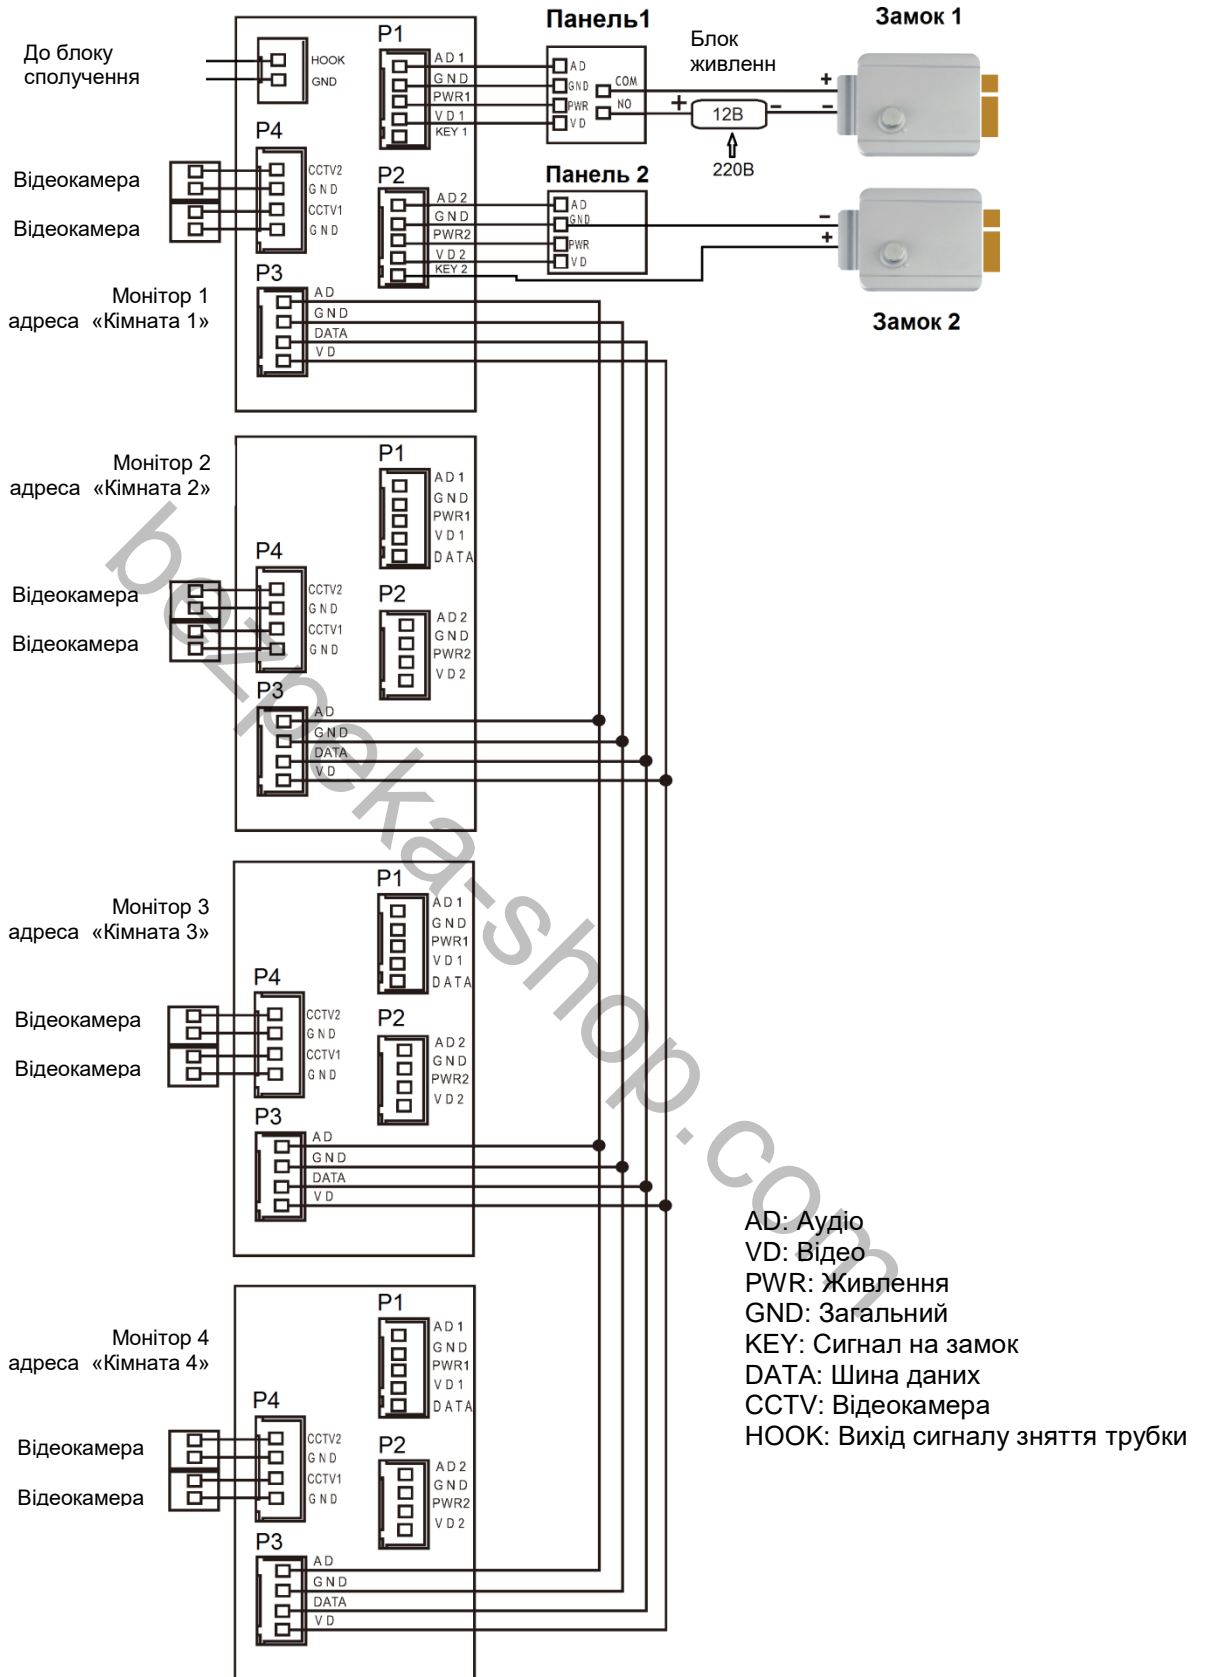 Панель1
Замок 1
До блоку
сполучення
HOOK
GND
P1
AD1
GND
PWR1
VD1
KEY 1
AD
GND
PWR
VD
COM
NO
Блок
живленн
+
12В
−
220В
+
−
P4
Відеокамера
Відеокамера
CCTV2
GND
CCTV1
GND
P2
AD2
GND
PWR2
VD2
KEY 2
Панель 2
AD
GND
PWR
VD
−
+
Замок 2
Монітор 1
адреса «Кімната 1»
P3
AD
GND
DATA
VD
Монітор 2
адреса «Кімната 2»
P1
AD1
GND
PWR1
VD1
DATA
P4
Відеокамера
Відеокамера
CCTV2
GND
CCTV1
GND
P2
AD2
GND
PWR2
VD2
P3
AD
GND
DATA
VD
Монітор 3
адреса «Кімната 3»
P1
AD1
GND
PWR1
VD1
DATA
P4
Відеокамера
Відеокамера
CCTV2
GND
CCTV1
GND
P2
AD2
GND
PWR2
VD2
P3
AD
GND
DATA
VD
Монітор 4
адреса «Кімната 4»
P1
AD1
GND
PWR1
VD1
DATA
P4
Відеокамера
Відеокамера
CCTV2
GND
CCTV1
GND
P2
AD2
GND
PWR2
VD2
P3
AD
GND
DATA
VD
AD: Аудіо
VD: Відео
PWR: Живлення
GND: Загальний
KEY: Сигнал на замок
DATA: Шина даних
CCTV: Відеокамера
HOOK: Вихід сигналу зняття трубки
bezpeka-shop.com